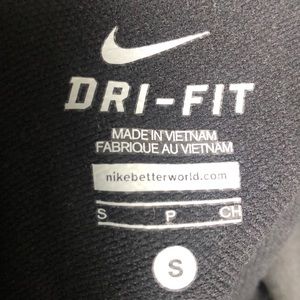 DRI-FIT
MADE IN VIETNAM
FABRIQUE AU VIETNAM
nikebetterworld.com
S P CH
S